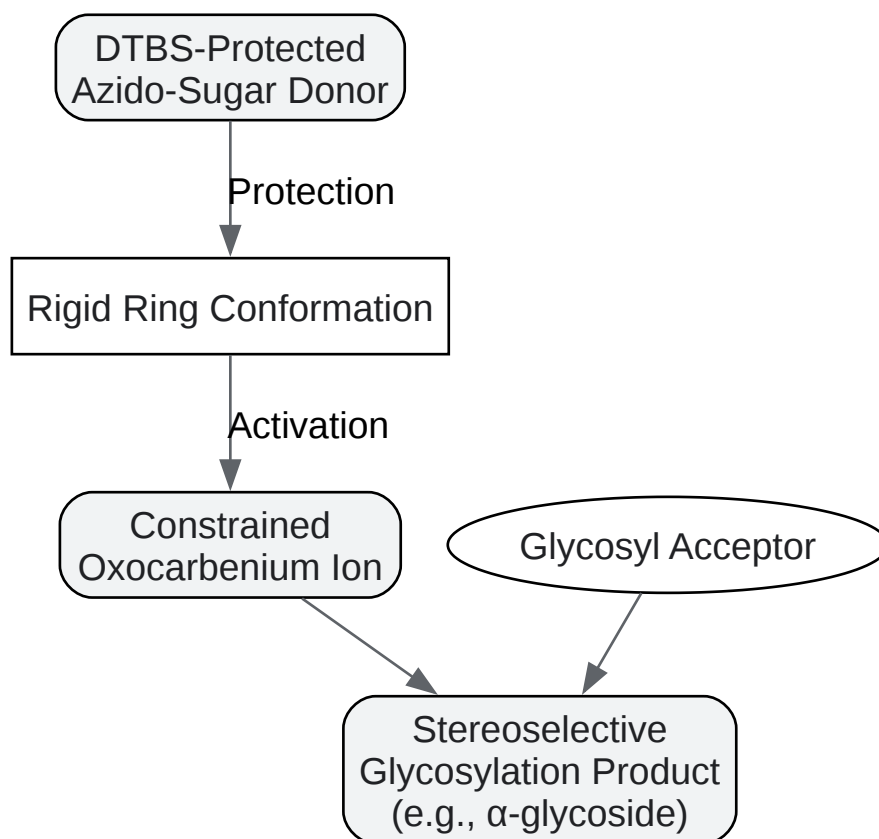 DTBS-Protected
Azido-Sugar Donor
Protection
Rigid Ring Conformation
Activation
Constrained
Oxocarbenium Ion
Glycosyl Acceptor
Stereoselective
Glycosylation Product
(e.g., α-glycoside)